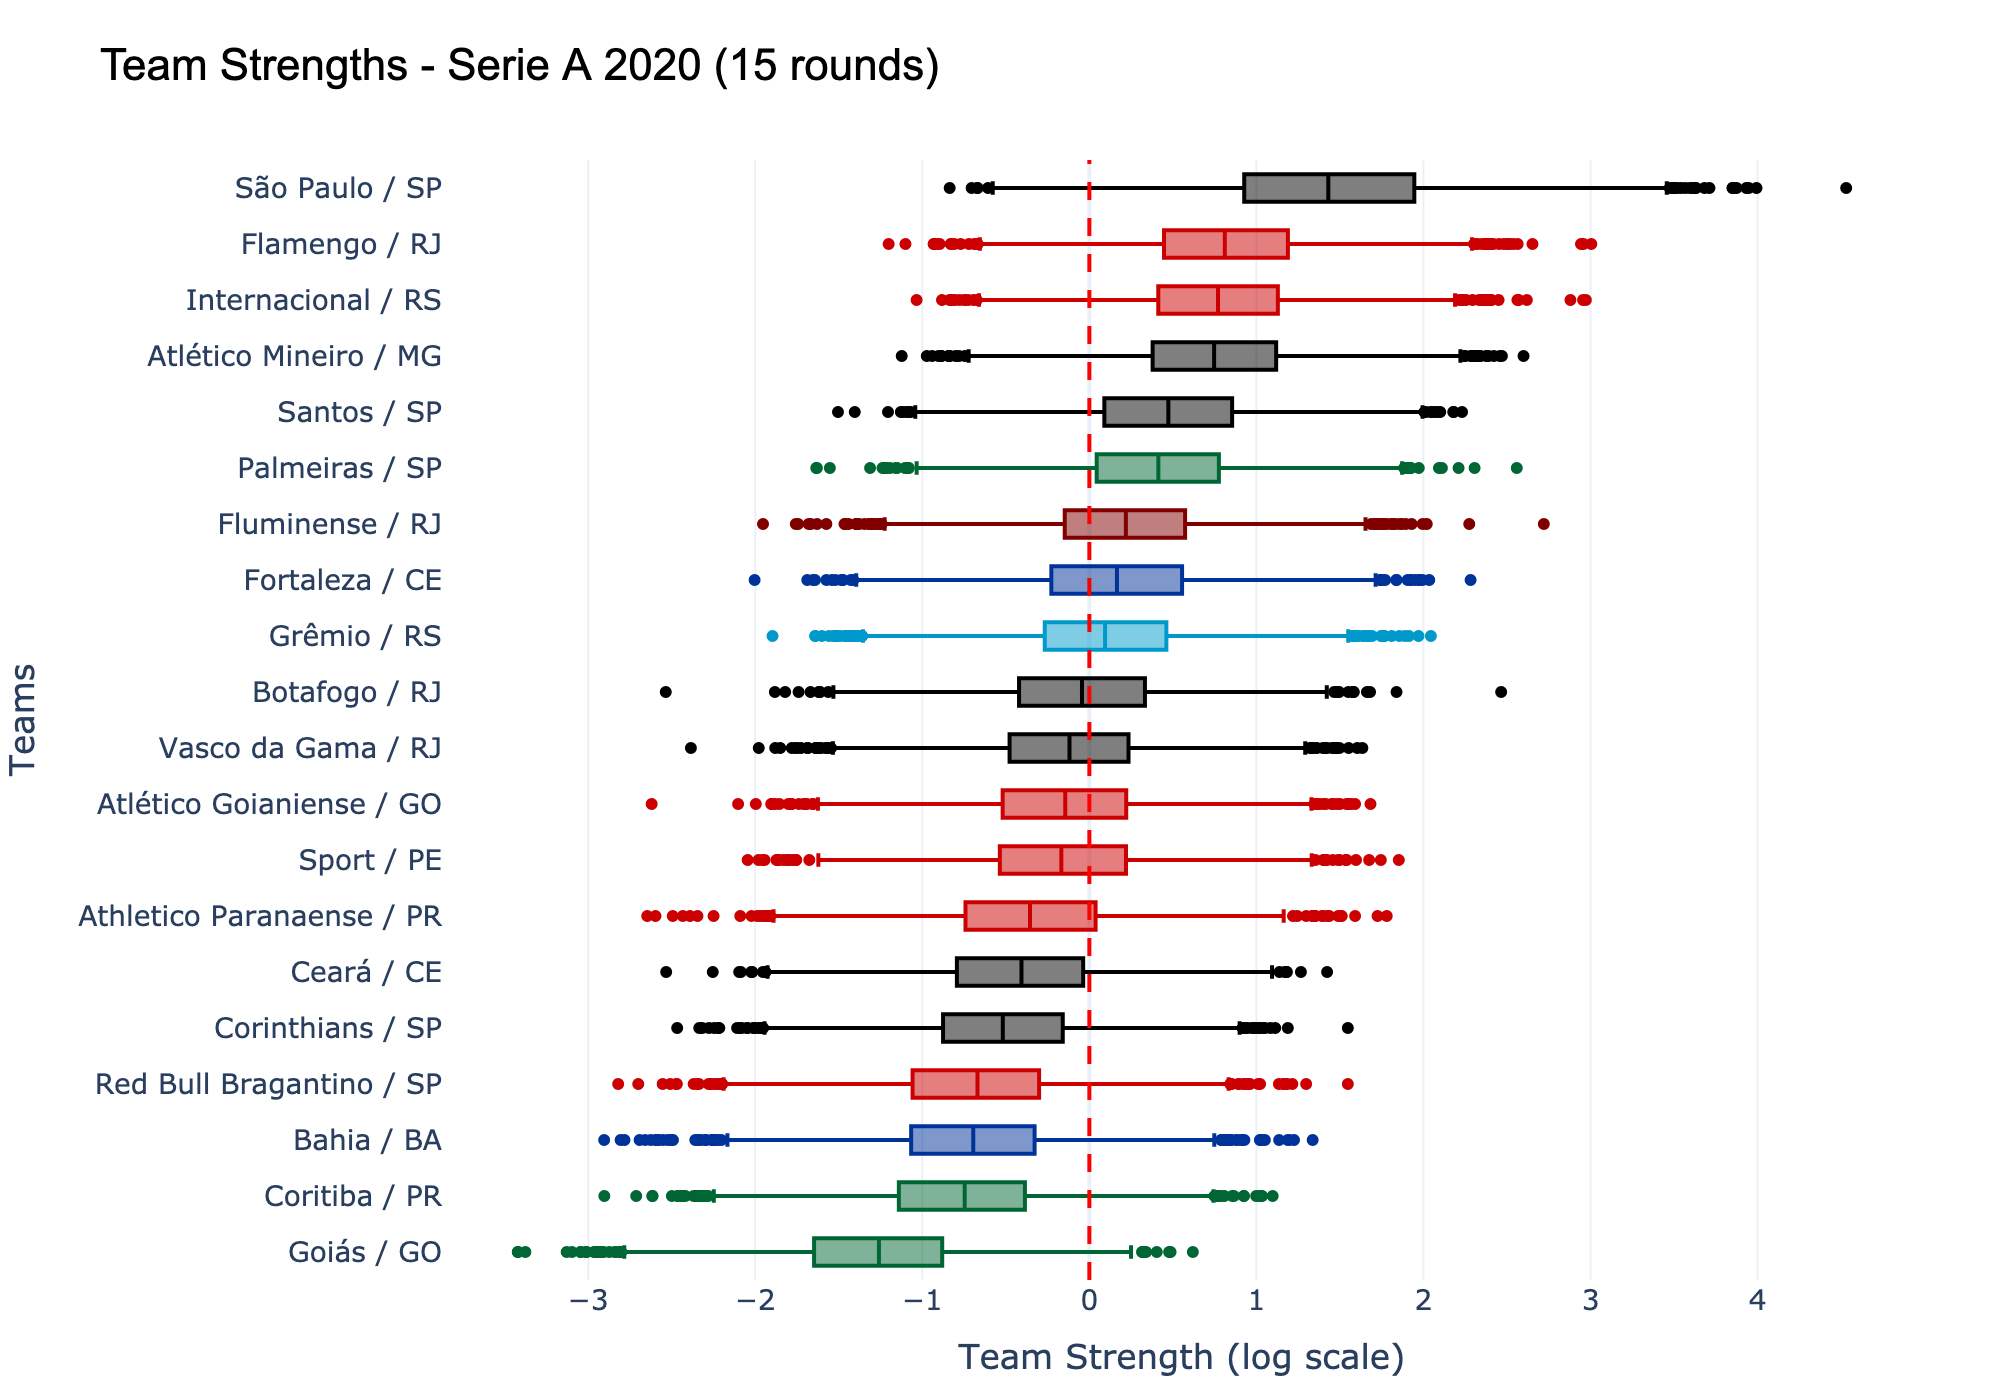 Team Strengths - Serie A 2020 (15 rounds)
São Paulo / SP
Flamengo / RJ
Internacional / RS
Atlético Mineiro / MG
Santos / SP
Palmeiras / SP
Fluminense / RJ
Fortaleza / CE
Grêmio / RS
Botafogo / RJ
Vasco da Gama / RJ
Atlético Goianiense / GO
Sport / PE
Athletico Paranaense / PR
Ceará / CE
Corinthians / SP
Red Bull Bragantino / SP
Bahia / BA
Coritiba / PR
Goiás / GO
Teams
−3 −2 −1 0 1 2 3 4
Team Strength (log scale)